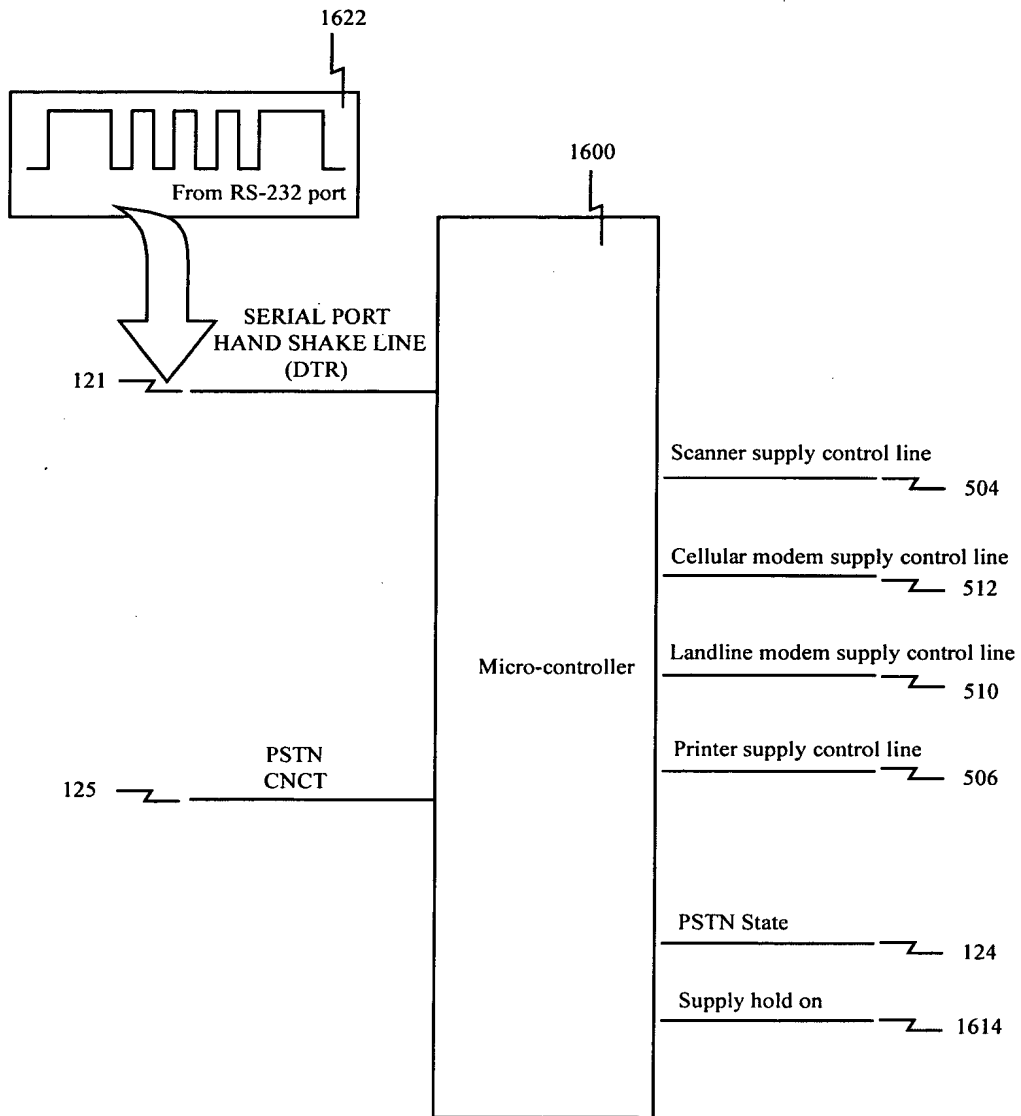 1622
From RS-232 port
1600
SERIAL PORT
HAND SHAKE LINE
(DTR)
121
Scanner supply control line
504
Cellular modem supply control line
512
Micro-controller
Landline modem supply control line
510
Printer supply control line
506
PSTN
CNCT
125
PSTN State
124
Supply hold on
1614